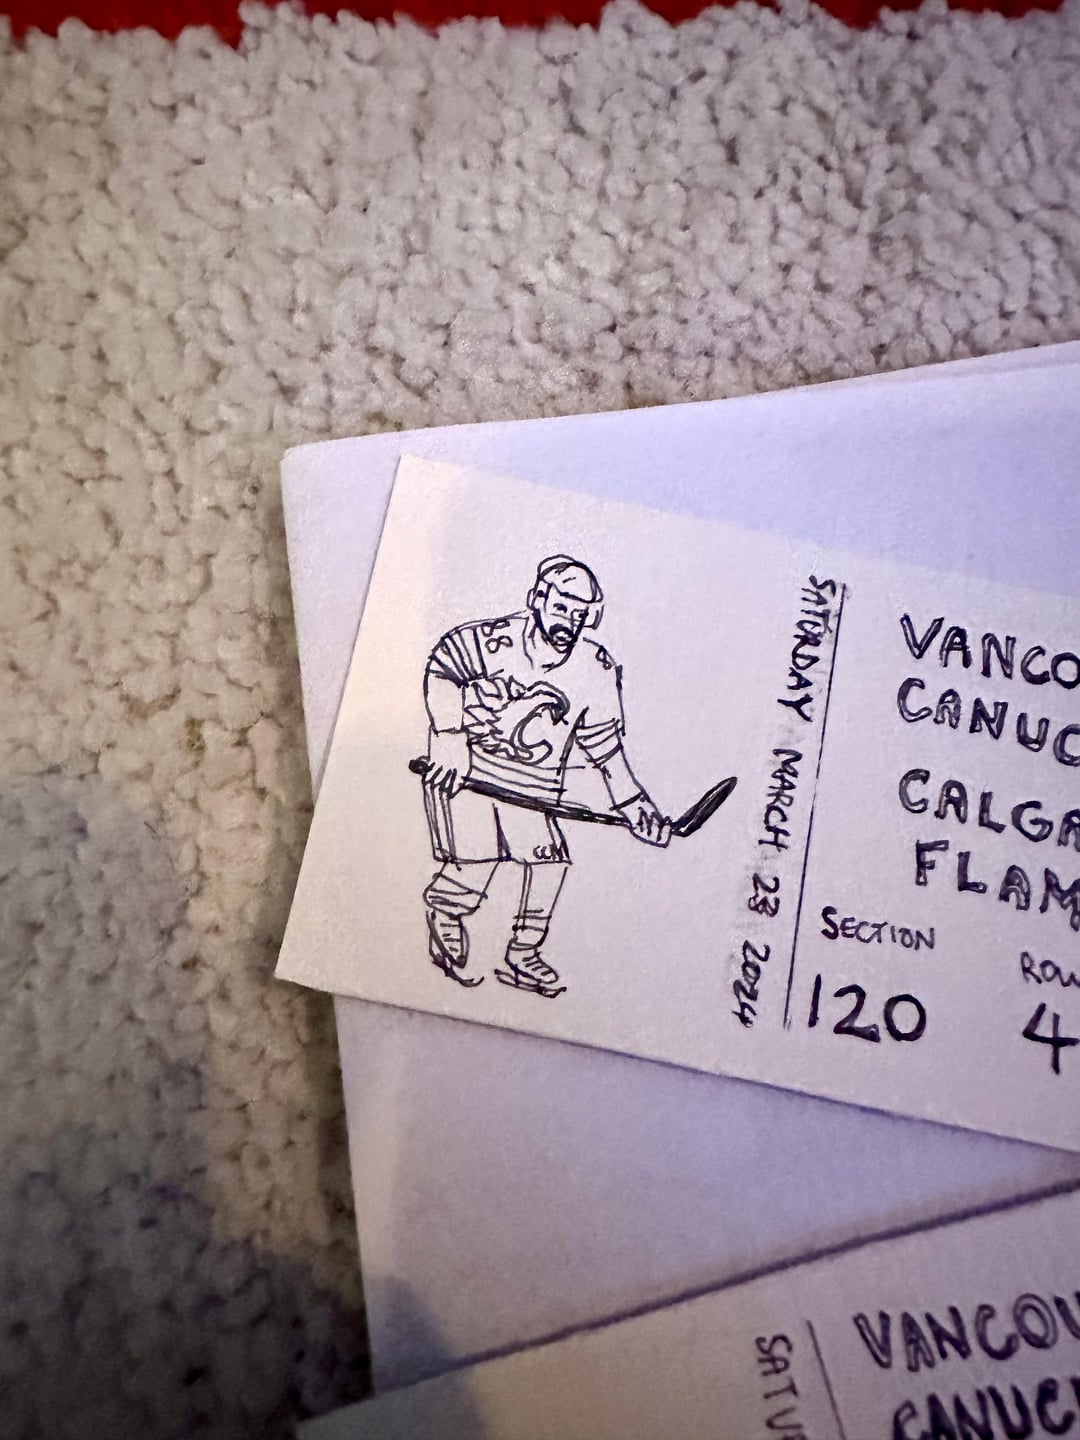 88
C
SATURDAY MARCH 23 2024
VANCO
CANUC
CALGA
FLAM
SECTION
ROW
120
4
VANCOU
CANUC
SATU